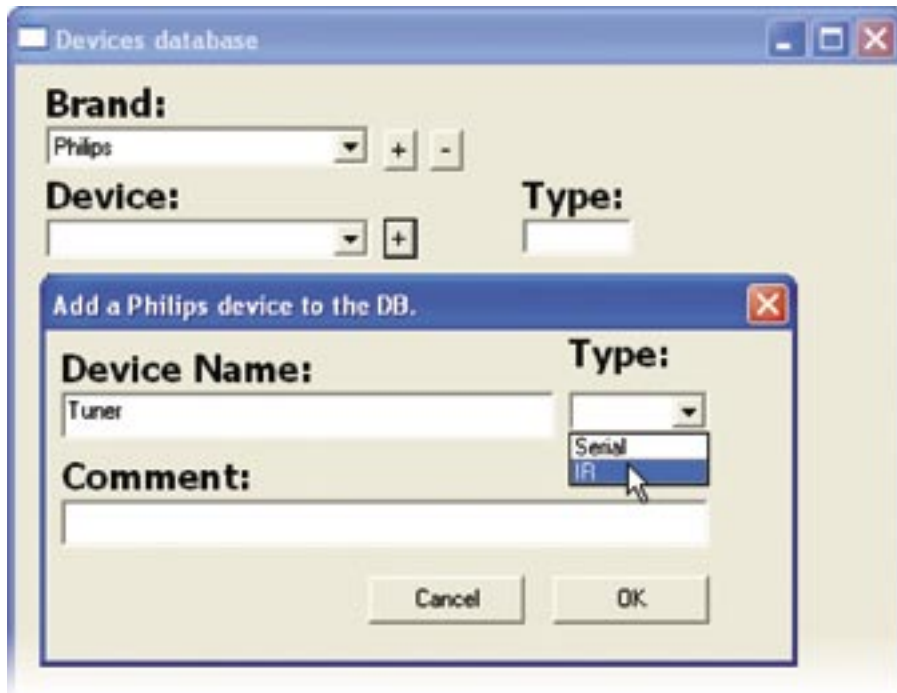 Devices database
Brand:
Philips
+ -
Device:
Type:
+
Add a Philips device to the DB.
Device Name:
Type:
Tuner
Serial
IR
Comment:
Cancel
OK